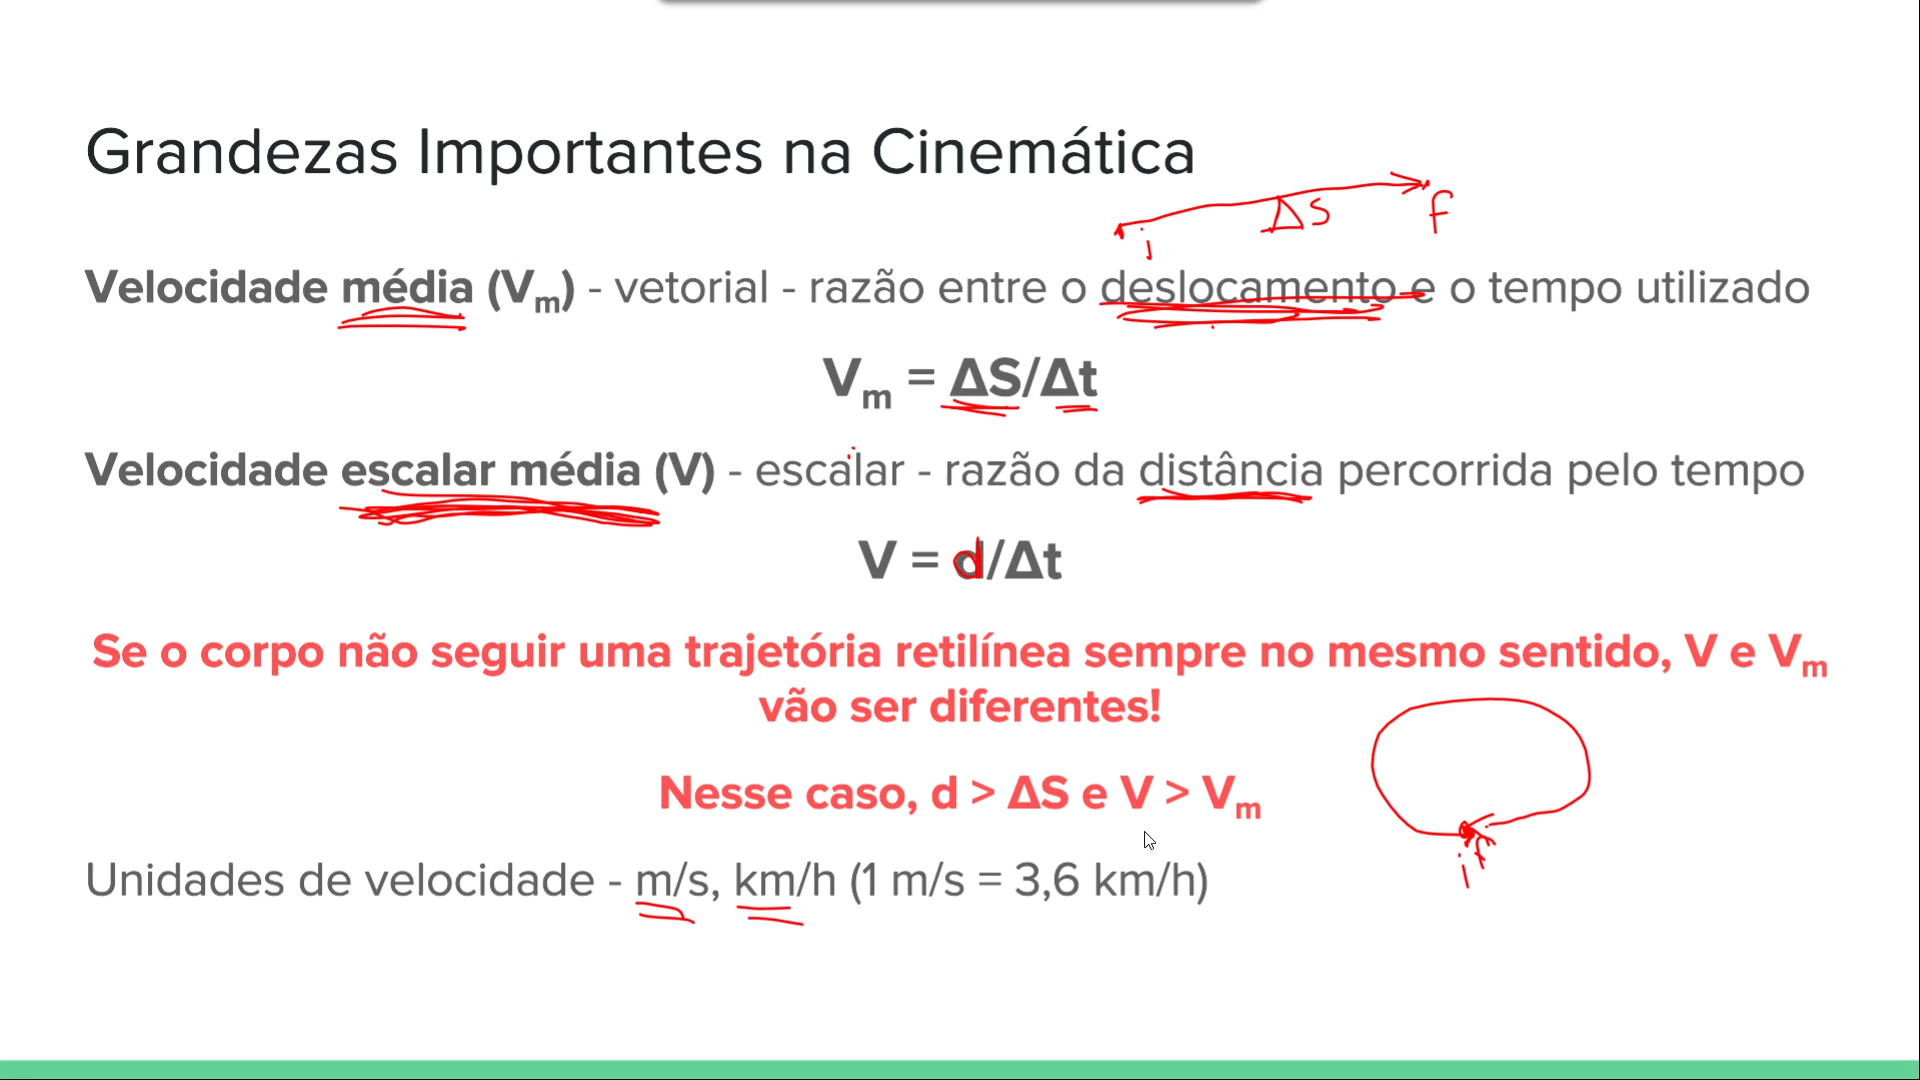 Grandezas Importantes na Cinemática
i ΔS f
Velocidade média (Vm) - vetorial - razão entre o deslocamento e o tempo utilizado
Vm = ΔS/Δt
Velocidade escalar média (V) - escalar - razão da distância percorrida pelo tempo
V = d/Δt
Se o corpo não seguir uma trajetória retilínea sempre no mesmo sentido, V e Vm
vão ser diferentes!
Nesse caso, d > ΔS e V > Vm
i f
Unidades de velocidade - m/s, km/h (1 m/s = 3,6 km/h)